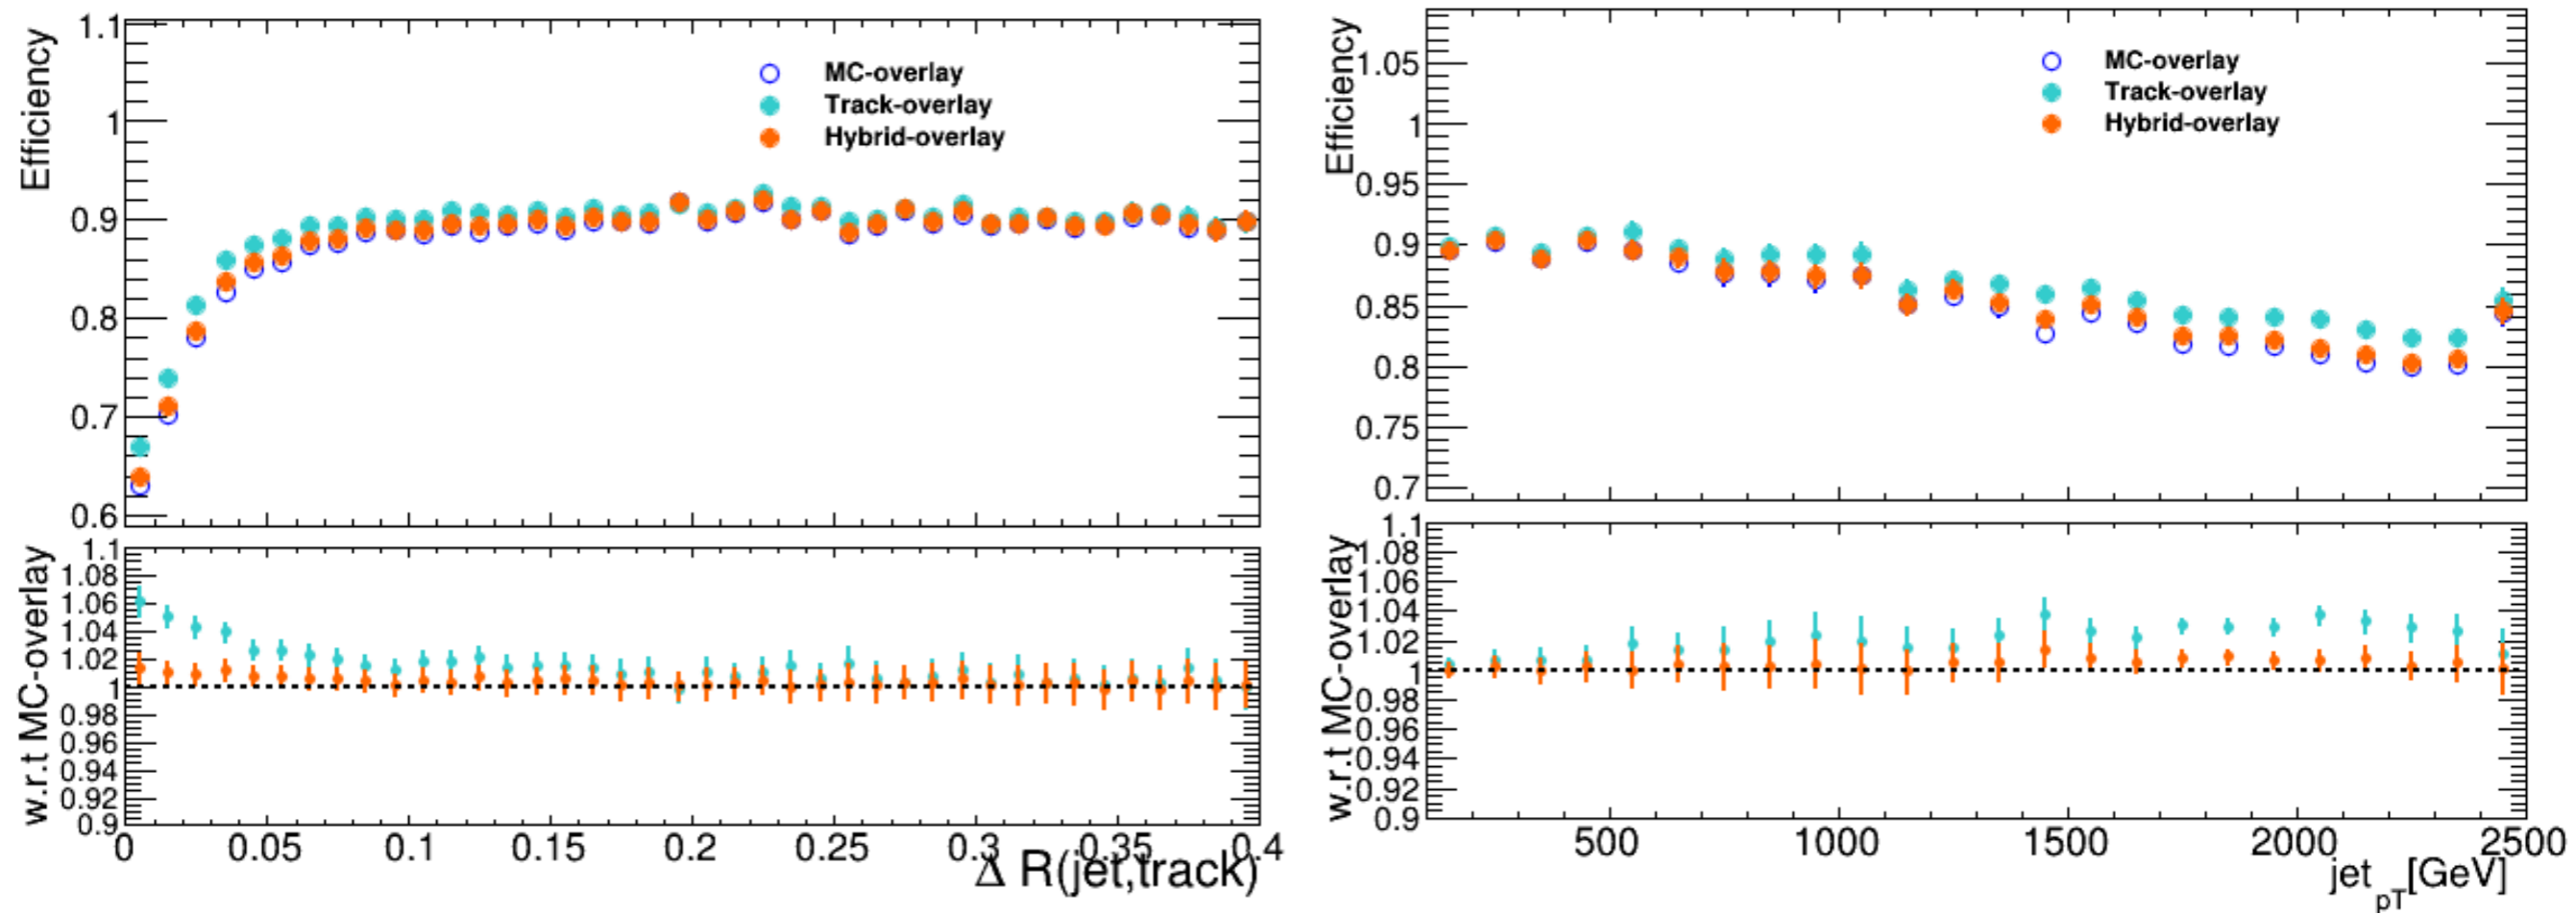 Efficiency
1.1
1
0.9
0.8
0.7
0.6
MC-overlay
Track-overlay
Hybrid-overlay
w.r.t MC-overlay
1.1
1.08
1.06
1.04
1.02
1
0.98
0.96
0.94
0.92
0.9
0 0.05 0.1 0.15 0.2 0.25 0.3 0.35 0.4
Δ R(jet,track)
Efficiency
1.05
1
0.95
0.9
0.85
0.8
0.75
0.7
MC-overlay
Track-overlay
Hybrid-overlay
w.r.t MC-overlay
1.1
1.08
1.06
1.04
1.02
1
0.98
0.96
0.94
0.92
0.9
500 1000 1500 2000 2500
jet pT [GeV]